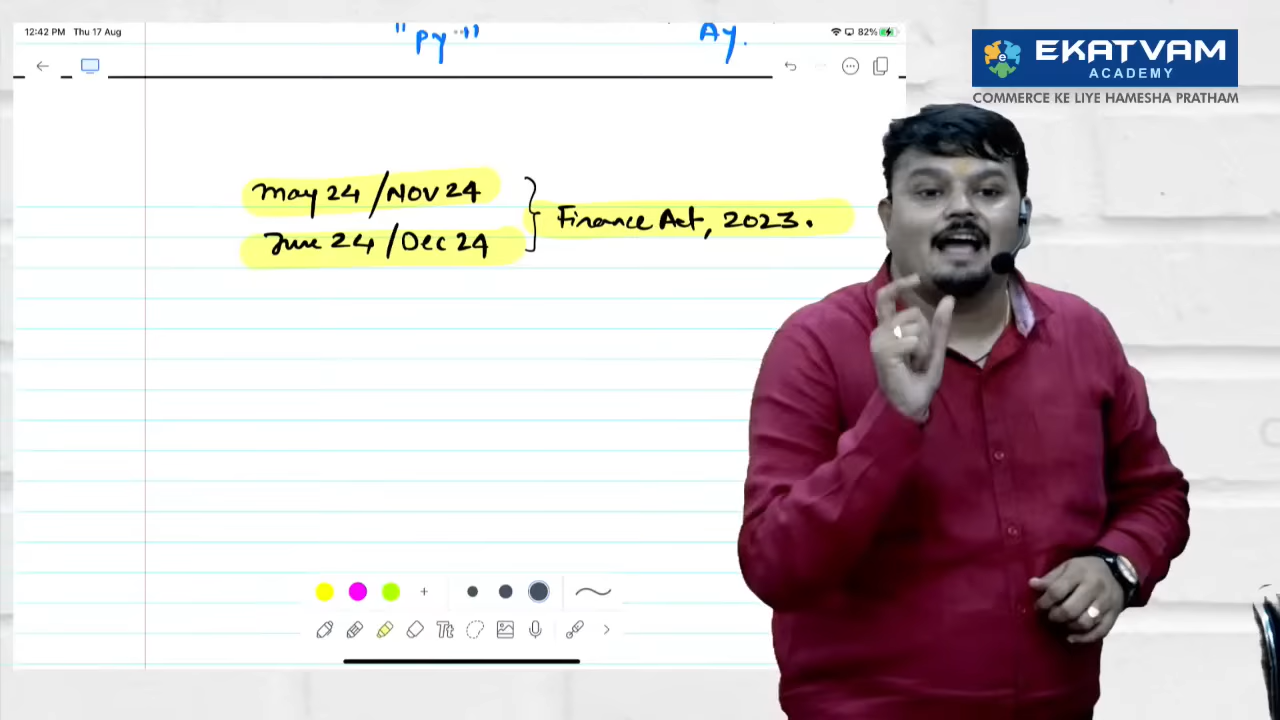 12:42 PM Thu 17 Aug
82%
"PY"
Ay.
EKATVAM
ACADEMY
COMMERCE KE LIYE HAMESHA PRATHAM
May 24 / Nov 24
June 24 / Dec 24
Finance Act, 2023.
Tt